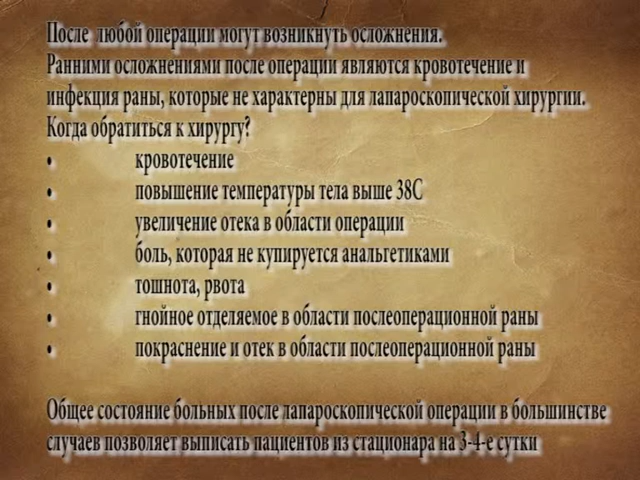 После любой операции могут возникнуть осложнения.
Ранними осложнениями после операции являются кровотечение и
инфекция раны, которые не характерны для лапароскопической хирургии.
Когда обратиться к хирургу?
• кровотечение
• повышение температуры тела выше 38С
• увеличение отека в области операции
• боль, которая не купируется анальгетиками
• тошнота, рвота
• гнойное отделяемое в области послеоперационной раны
• покраснение и отек в области послеоперационной раны
Общее состояние больных после лапароскопической операции в большинстве
случаев позволяет выписать пациентов из стационара на 3-4-е сутки